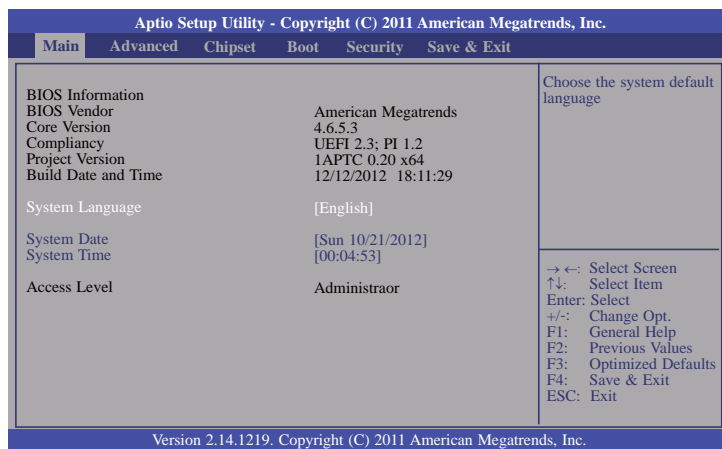 Aptio Setup Utility - Copyright (C) 2011 American Megatrends, Inc.
Main Advanced Chipset Boot Security Save & Exit
BIOS Information
BIOS Vendor American Megatrends
Core Version 4.6.5.3
Compliancy UEFI 2.3; PI 1.2
Project Version 1APTC 0.20 x64
Build Date and Time 12/12/2012 18:11:29
System Language [English]
System Date [Sun 10/21/2012]
System Time [00:04:53]
Access Level Administraor
Choose the system default
language
→ ←: Select Screen
↑↓: Select Item
Enter: Select
+/-: Change Opt.
F1: General Help
F2: Previous Values
F3: Optimized Defaults
F4: Save & Exit
ESC: Exit
Version 2.14.1219. Copyright (C) 2011 American Megatrends, Inc.